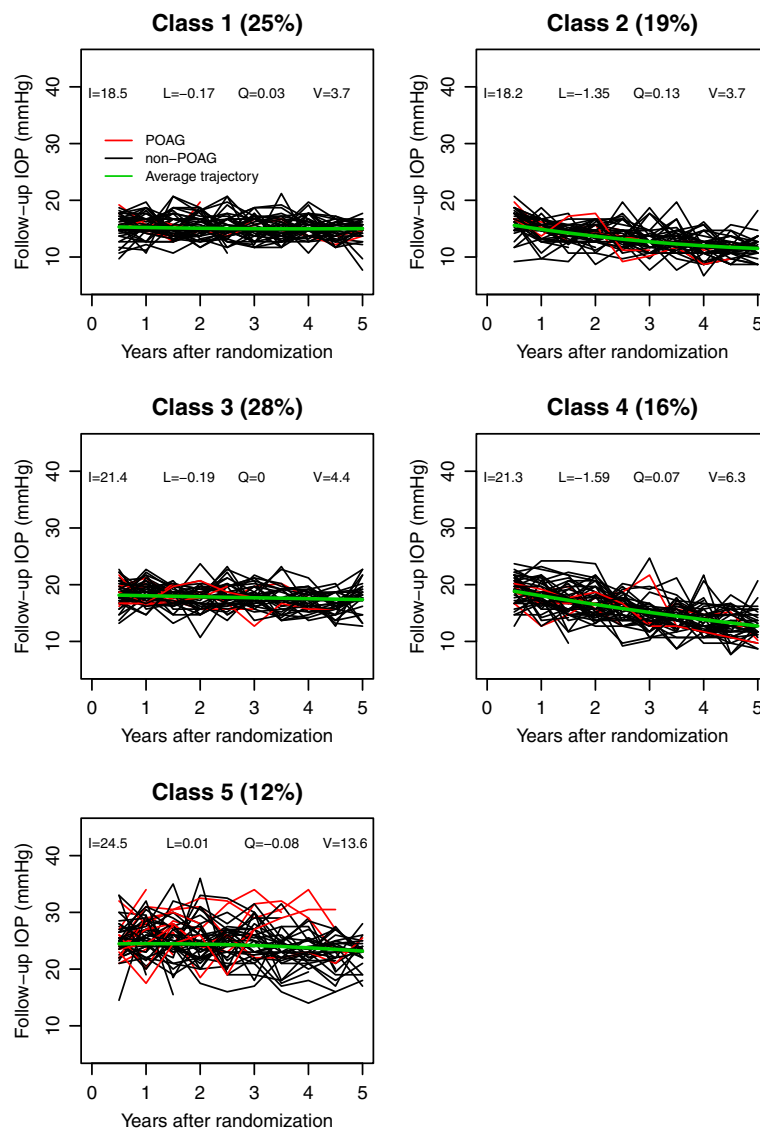 Class 1 (25%)
Follow−up IOP (mmHg)
I=18.5 L=−0.17 Q=0.03 V=3.7
POAG
non−POAG
Average trajectory
40
30
20
10
0 1 2 3 4 5
Years after randomization
Class 2 (19%)
Follow−up IOP (mmHg)
I=18.2 L=−1.35 Q=0.13 V=3.7
40
30
20
10
0 1 2 3 4 5
Years after randomization
Class 3 (28%)
Follow−up IOP (mmHg)
I=21.4 L=−0.19 Q=0 V=4.4
40
30
20
10
0 1 2 3 4 5
Years after randomization
Class 4 (16%)
Follow−up IOP (mmHg)
I=21.3 L=−1.59 Q=0.07 V=6.3
40
30
20
10
0 1 2 3 4 5
Years after randomization
Class 5 (12%)
Follow−up IOP (mmHg)
I=24.5 L=0.01 Q=−0.08 V=13.6
40
30
20
10
0 1 2 3 4 5
Years after randomization